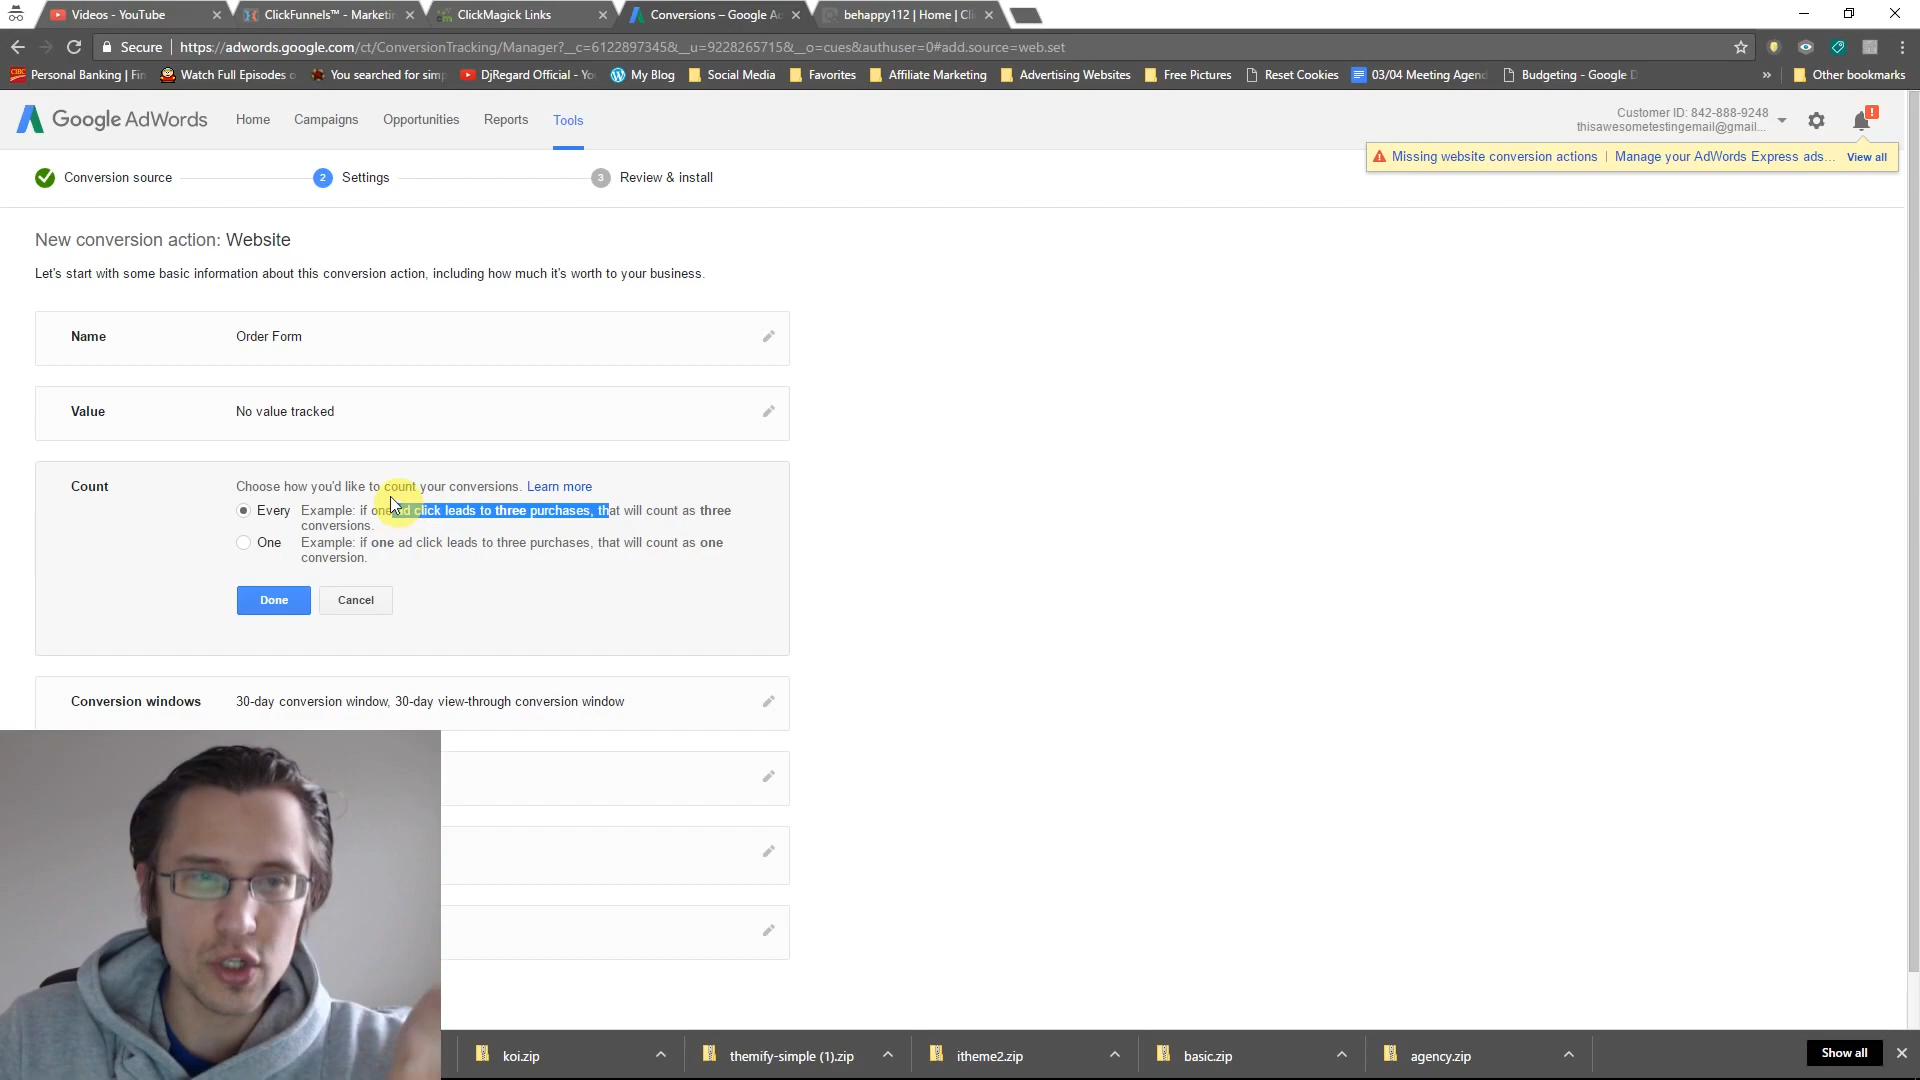 Videos - YouTube
ClickFunnels™ - Marketin
ClickMagick Links
Conversions – Google Ad
behappy112 | Home | Cli
Secure
https://adwords.google.com/ct/ConversionTracking/Manager?__c=6122897345&__u=9228265715&__o=cues&authuser=0#add.source=web.set
Personal Banking | Fin
Watch Full Episodes o
You searched for sim
DjRegard Official - Yo
My Blog
Social Media
Favorites
Affiliate Marketing
Advertising Websites
Free Pictures
Reset Cookies
03/04 Meeting Agend
Budgeting - Google D
»
Other bookmarks
Google AdWords
Home
Campaigns
Opportunities
Reports
Tools
Customer ID: 842-888-9248
thisawesometestingemail@gmail...
Missing website conversion actions
Manage your AdWords Express ads...
View all
Conversion source
2 Settings
3 Review & install
New conversion action: Website
Let's start with some basic information about this conversion action, including how much it's worth to your business.
Name
Order Form
Value
No value tracked
Count
Choose how you'd like to count your conversions. Learn more
Every Example: if one ad click leads to three purchases, that will count as three
conversions.
One Example: if one ad click leads to three purchases, that will count as one
conversion.
Done
Cancel
Conversion windows
30-day conversion window, 30-day view-through conversion window
koi.zip
themify-simple (1).zip
itheme2.zip
basic.zip
agency.zip
Show all